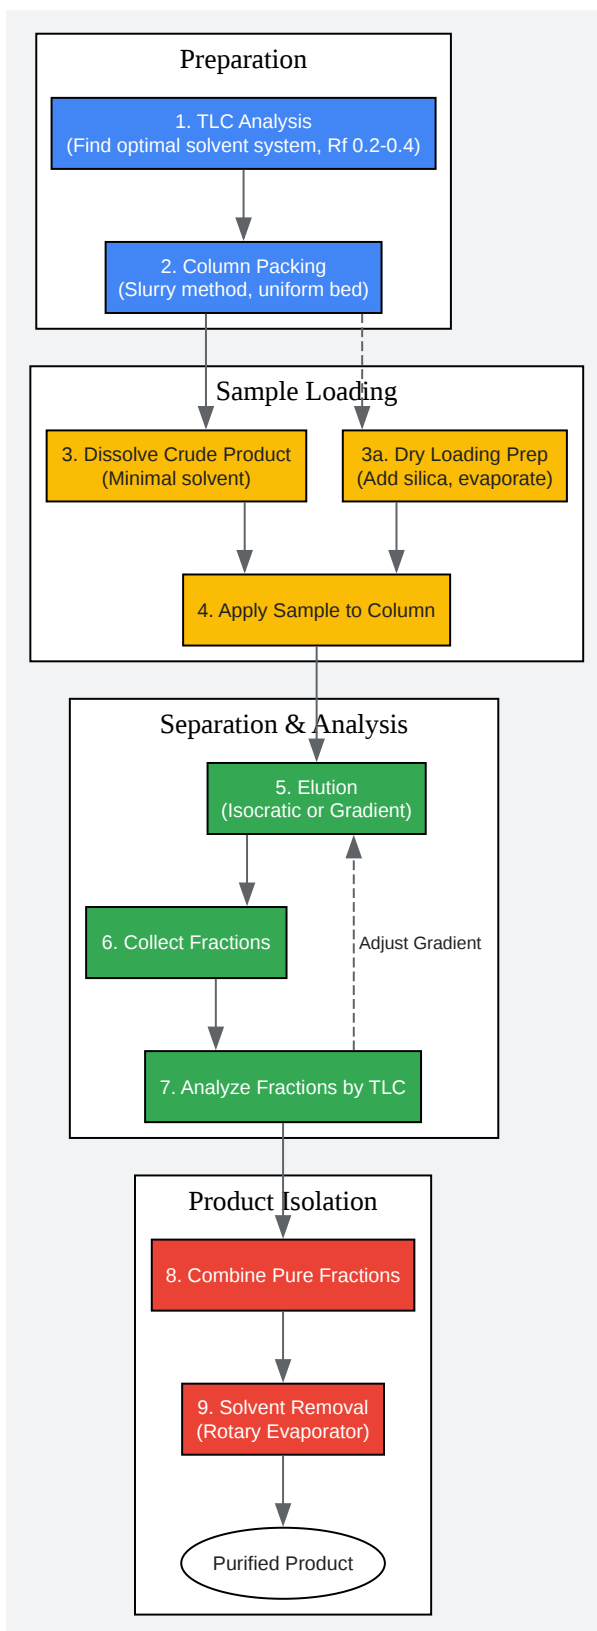 Preparation
1. TLC Analysis
(Find optimal solvent system, Rf 0.2-0.4)
2. Column Packing
(Slurry method, uniform bed)
Sample Loading
3. Dissolve Crude Product
(Minimal solvent)
3a. Dry Loading Prep
(Add silica, evaporate)
4. Apply Sample to Column
Separation & Analysis
5. Elution
(Isocratic or Gradient)
6. Collect Fractions
Adjust Gradient
7. Analyze Fractions by TLC
Product Isolation
8. Combine Pure Fractions
9. Solvent Removal
(Rotary Evaporator)
Purified Product